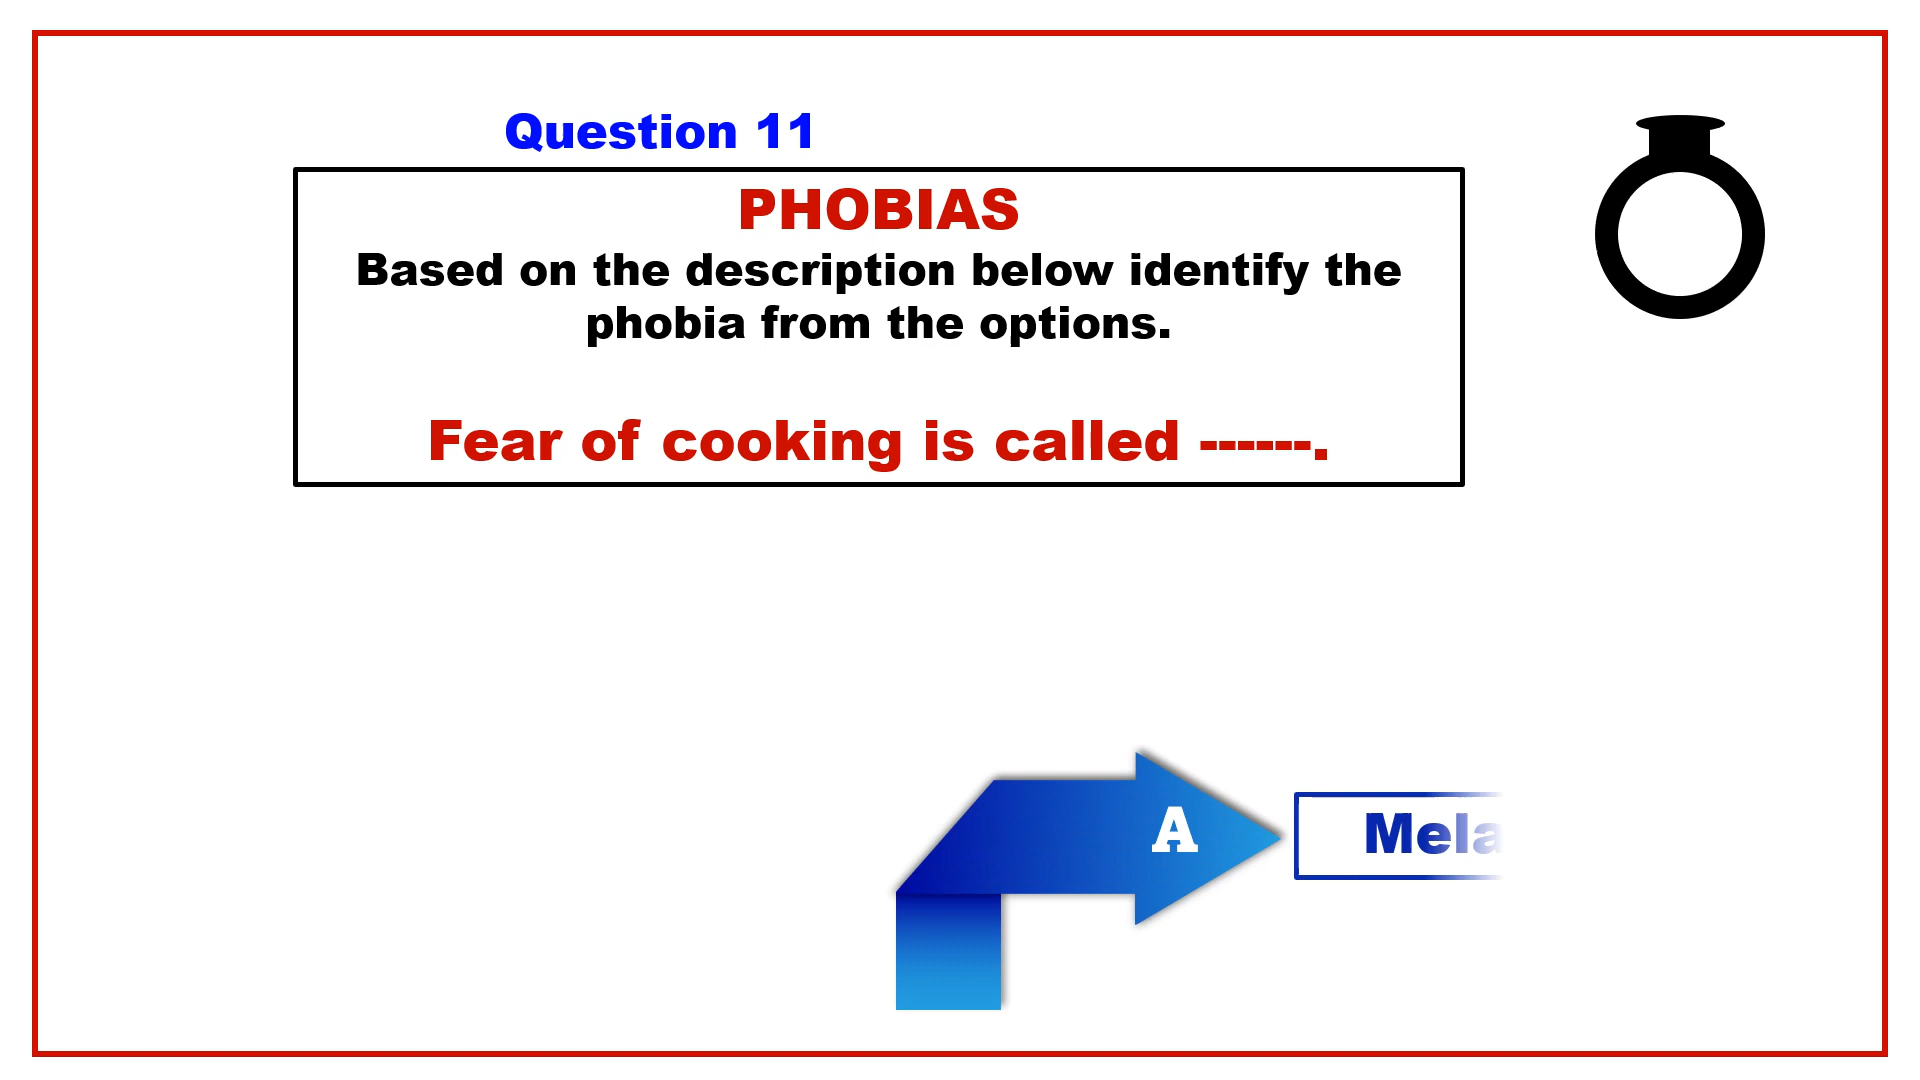 Question 11
PHOBIAS
Based on the description below identify the
phobia from the options.
Fear of cooking is called ------.
A
Mela